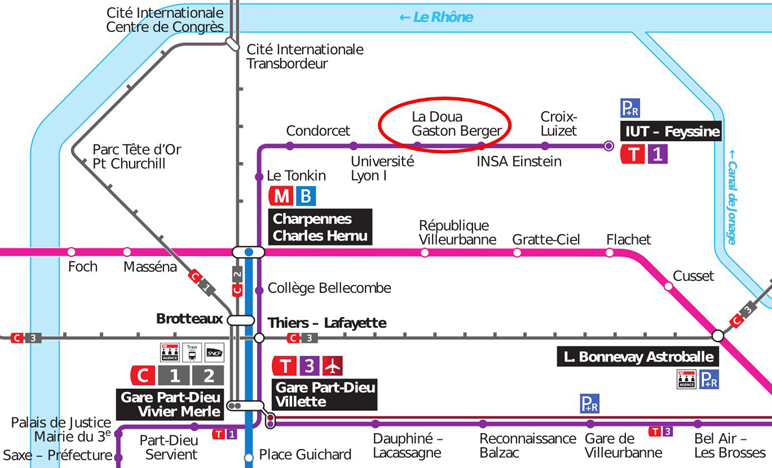 Cité Internationale
Centre de Congrès
← Le Rhône
Cité Internationale
Transbordeur
La Doua
Gaston Berger
Croix-
Luizet
P+R
IUT – Feyssine
T 1
Condorcet
Université
Lyon I
INSA Einstein
Parc Tête d'Or
Pt Churchill
← Canal de Jonage
Le Tonkin
M B
Charpennes
Charles Hernu
République
Villeurbanne
Gratte-Ciel
Flachet
Foch
Masséna
C 1
C 2
Cusset
Collège Bellecombe
Brotteaux
Thiers – Lafayette
C 3
C 3
C 3
L. Bonnevay Astroballe
AGENCE
P+R
AGENCE
Train
SNCF
C 1 2
Gare Part-Dieu
Vivier Merle
T 3
Gare Part-Dieu
Villette
P+R
Palais de Justice
Mairie du 3e
Saxe – Préfecture
Part-Dieu
Servient
T 1
Place Guichard
Dauphiné –
Lacassagne
Reconnaissance
Balzac
Gare de
Villeurbanne
T 3
Bel Air –
Les Brosses